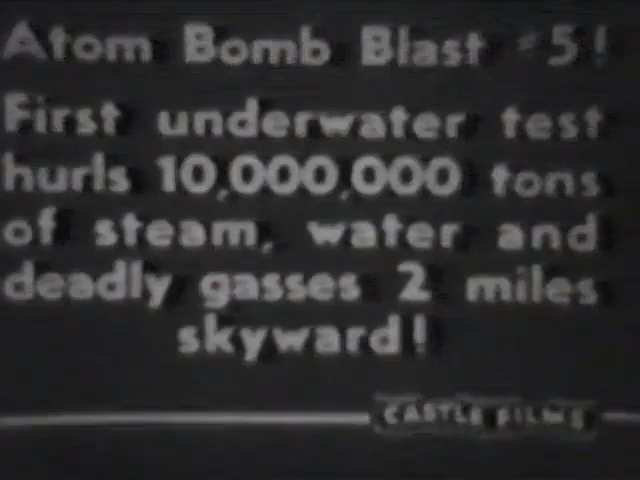 Atom Bomb Blast #5!
First underwater test
hurls 10,000,000 tons
of steam, water and
deadly gasses 2 miles
skyward!
CASTLE FILMS